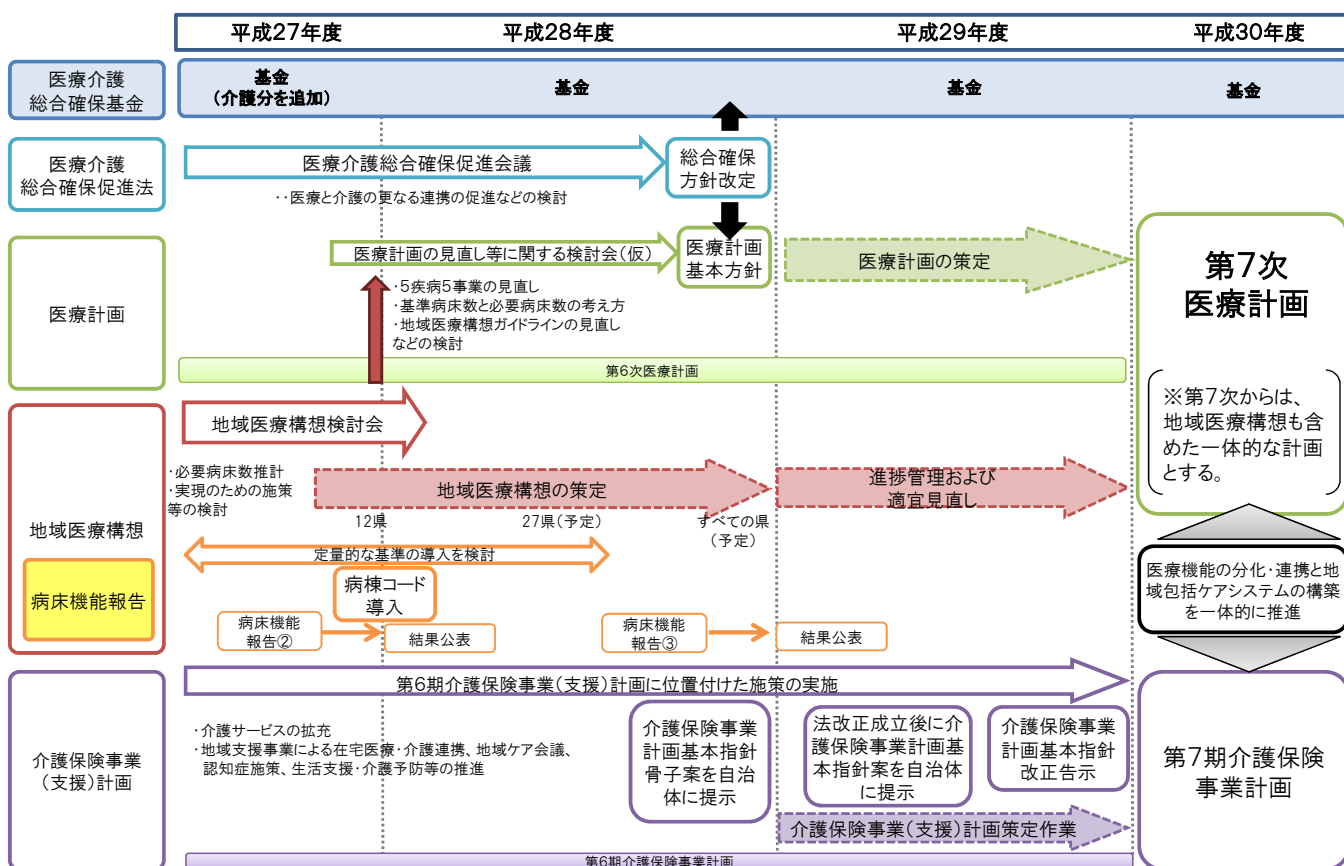 平成27年度
平成28年度
平成29年度
平成30年度
医療介護
総合確保基金
基金
(介護分を追加)
基金
基金
基金
医療介護
総合確保促進法
医療介護総合確保促進会議
総合確保
方針改定
‥医療と介護の更なる連携の促進などの検討
医療計画
医療計画の見直し等に関する検討会(仮)
医療計画
基本方針
医療計画の策定
・5疾病5事業の見直し
・基準病床数と必要病床数の考え方
・地域医療構想ガイドラインの見直し
などの検討
第6次医療計画
第7次
医療計画
※第7次からは、
地域医療構想も含
めた一体的な計画
とする。
地域医療構想
病床機能報告
地域医療構想検討会
・必要病床数推計
・実現のための施策
等の検討
地域医療構想の策定
進捗管理および
適宜見直し
12県
27県(予定)
すべての県
(予定)
定量的な基準の導入を検討
病棟コード
導入
病床機能
報告②
結果公表
病床機能
報告③
結果公表
医療機能の分化・連携と地
域包括ケアシステムの構築
を一体的に推進
介護保険事業
(支援)計画
第6期介護保険事業(支援)計画に位置付けた施策の実施
・介護サービスの拡充
・地域支援事業による在宅医療・介護連携、地域ケア会議、
認知症施策、生活支援・介護予防等の推進
介護保険事業
計画基本指針
骨子案を自治
体に提示
法改正成立後に介
護保険事業計画基
本指針案を自治体
に提示
介護保険事業
計画基本指針
改正告示
介護保険事業(支援)計画策定作業
第6期介護保険事業計画
第7期介護保険
事業計画